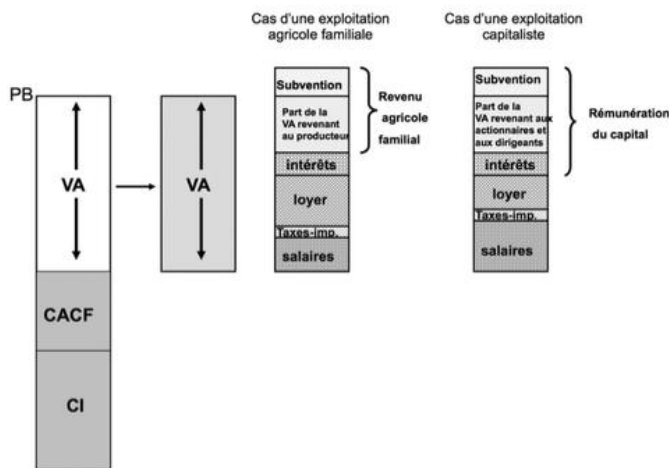 Cas d'une exploitation
agricole familiale
Cas d'une exploitation
capitaliste
PB
VA
CACF
CI
VA
Subvention
Part de la
VA revenant
au producteur
intérêts
loyer
Taxes-imp.
salaires
Revenu
agricole
familial
Subvention
Part de la
VA revenant aux
actionnaires et
aux dirigeants
intérêts
loyer
Taxes-imp.
salaires
Rémunération
du capital